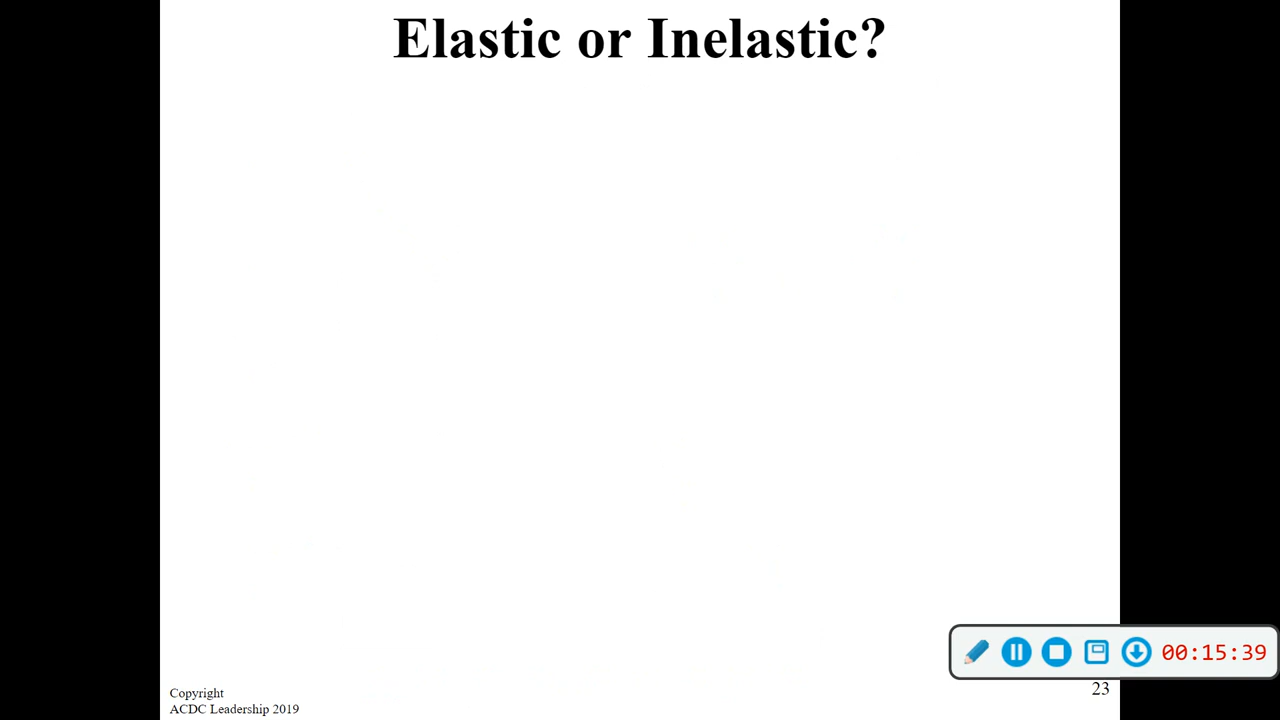 Elastic or Inelastic?
00:15:39
23
Copyright
ACDC Leadership 2019